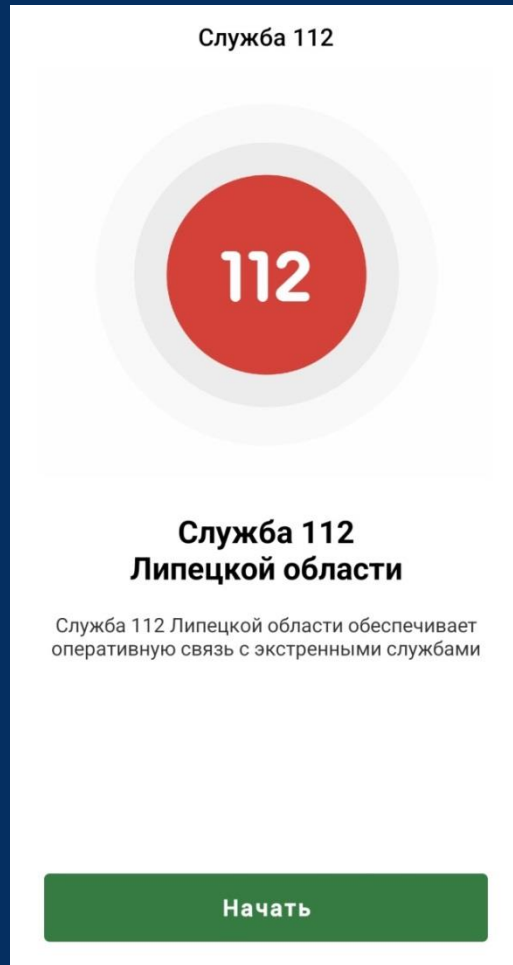 Служба 112
112
Служба 112
Липецкой области
Служба 112 Липецкой области обеспечивает
оперативную связь с экстренными службами
Начать